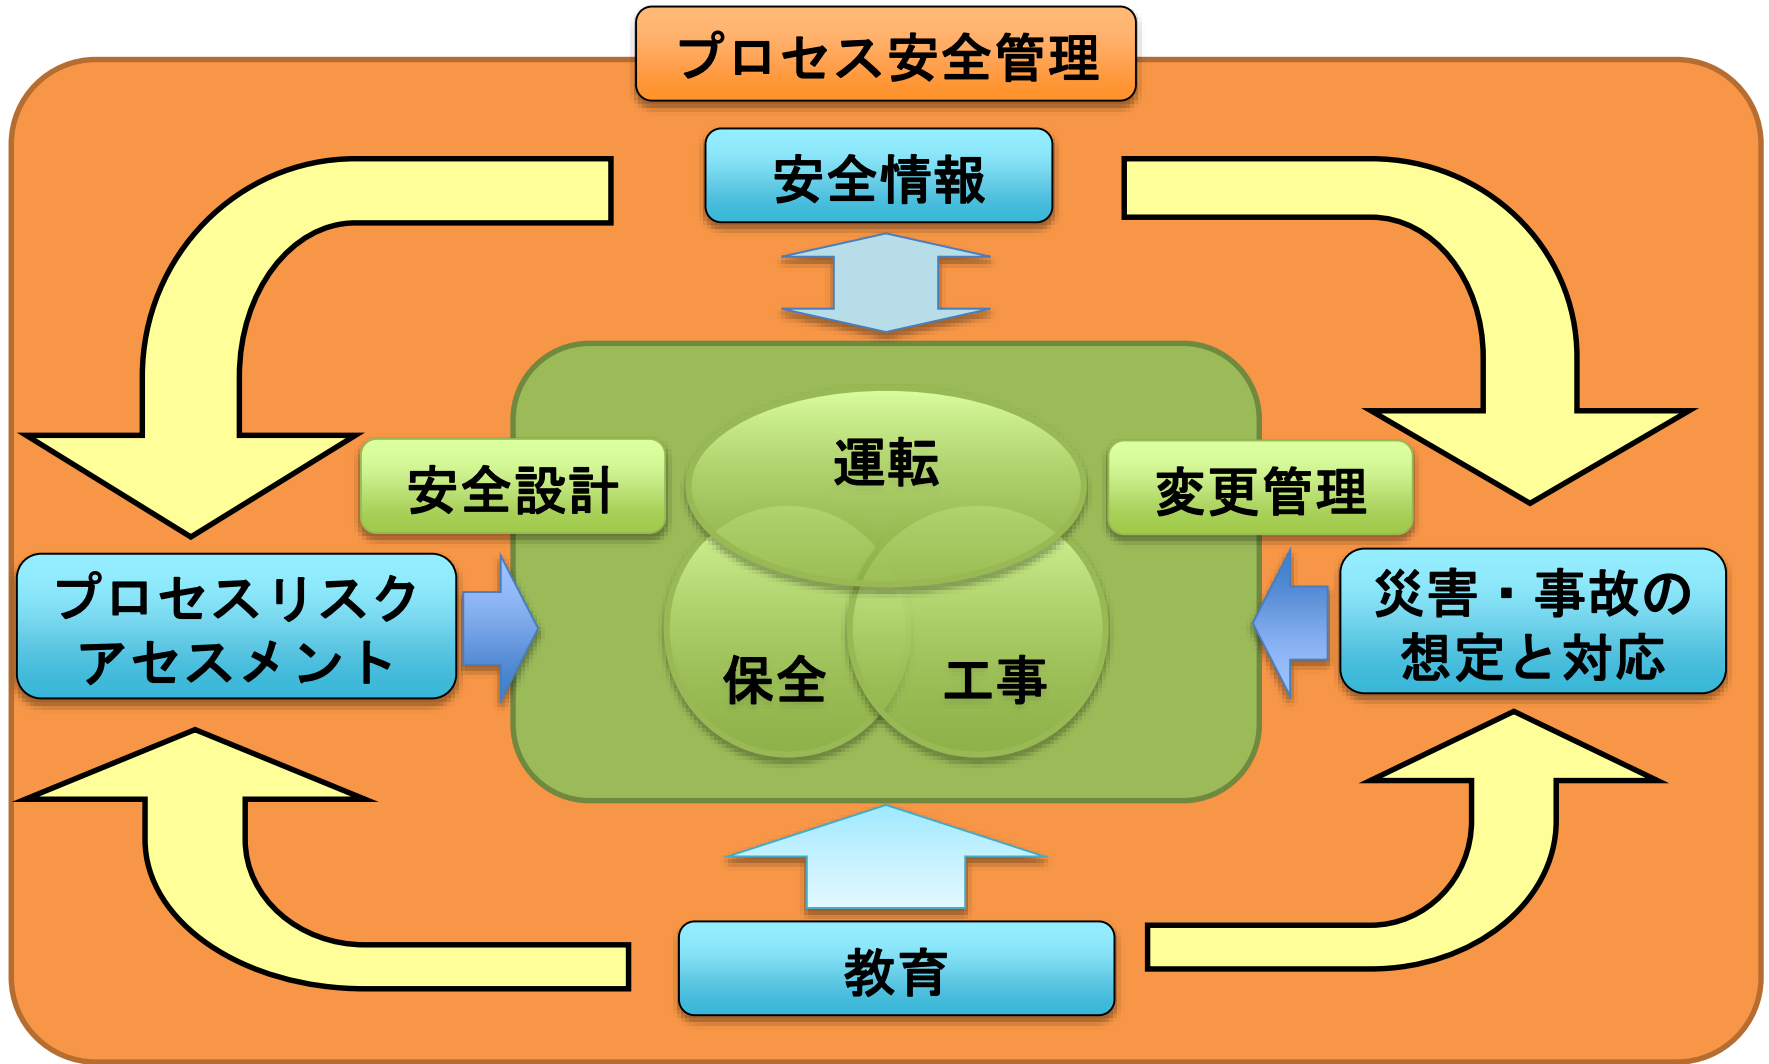 プロセス安全管理
安全情報
運転
安全設計
変更管理
プロセスリスク
アセスメント
災害・事故の
想定と対応
保全
工事
教育